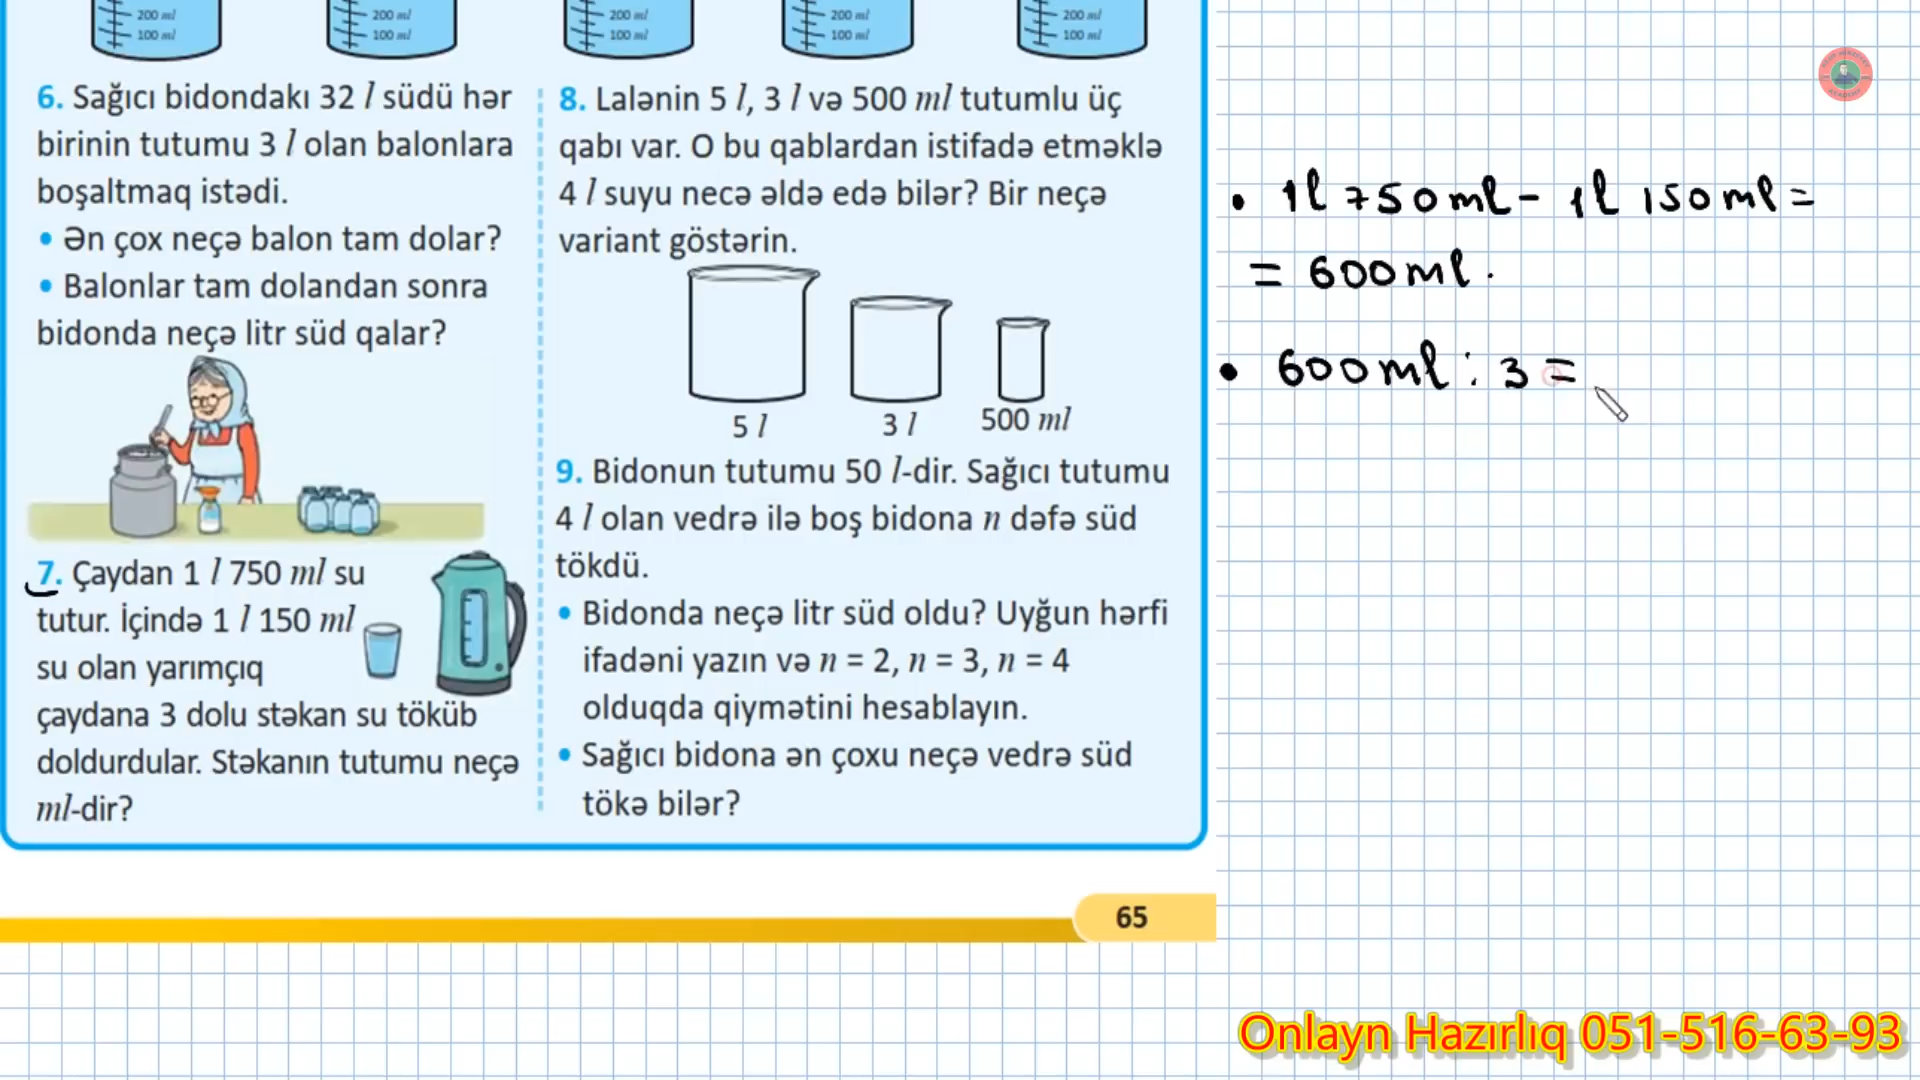 200 ml
100 ml
200 ml
100 ml
200 ml
100 ml
200 ml
100 ml
200 ml
100 ml
6. Sağıcı bidondakı 32 l südü hər
birinin tutumu 3 l olan balonlara
boşaltmaq istədi.
• Ən çox neçə balon tam dolar?
• Balonlar tam dolandan sonra
bidonda neçə litr süd qalar?
7. Çaydan 1 l 750 ml su
tutur. İçində 1 l 150 ml
su olan yarımçıq
çaydana 3 dolu stəkan su töküb
doldurdular. Stəkanın tutumu neçə
ml-dir?
8. Lalənin 5 l, 3 l və 500 ml tutumlu üç
qabı var. O bu qablardan istifadə etməklə
4 l suyu necə əldə edə bilər? Bir neçə
variant göstərin.
5 l
3 l
500 ml
9. Bidonun tutumu 50 l-dir. Sağıcı tutumu
4 l olan vedrə ilə boş bidona n dəfə süd
tökdü.
• Bidonda neçə litr süd oldu? Uyğun hərfi
ifadəni yazın və n = 2, n = 3, n = 4
olduqda qiymətini hesablayın.
• Sağıcı bidona ən çoxu neçə vedrə süd
tökə bilər?
65
• 1l 750ml - 1l 150ml =
= 600ml.
• 600ml : 3 =
Onlayn Hazırlıq 051-516-63-93